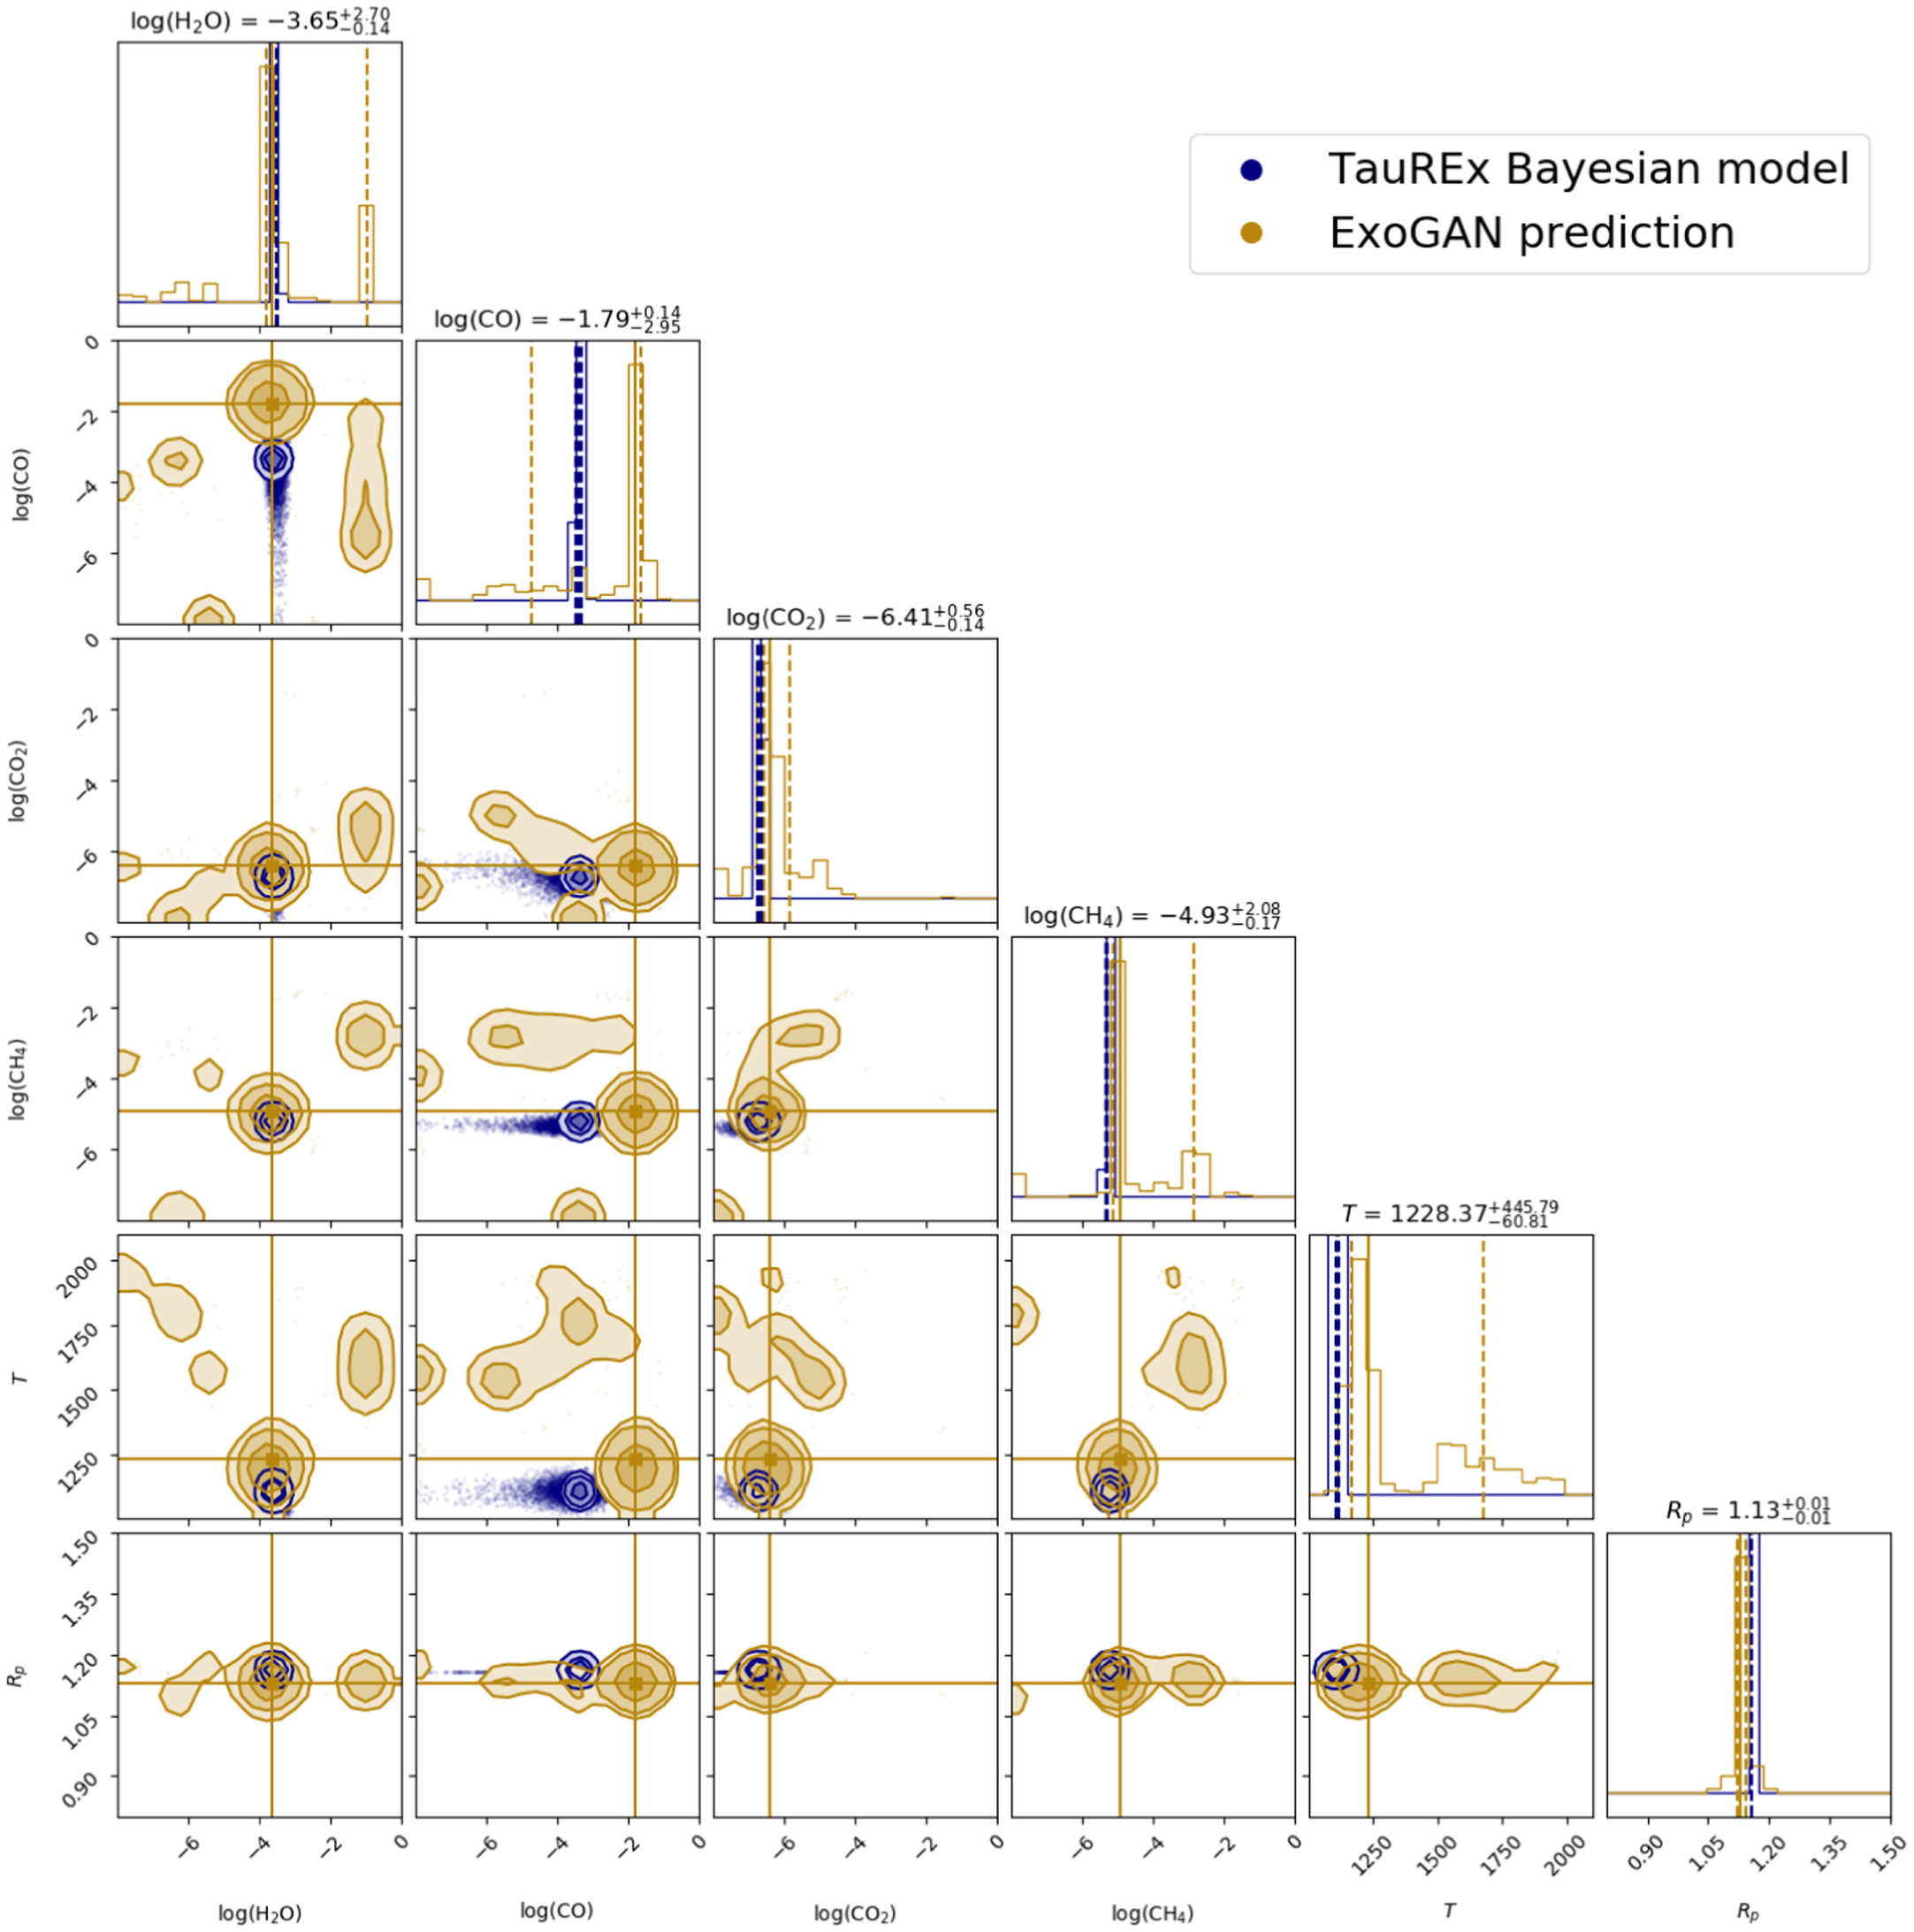 log(H₂O) = −3.65 +2.70 −0.14
TauREx Bayesian model
ExoGAN prediction
log(CO) = −1.79 +0.14 −2.95
0
−2
−4
−6
log(CO)
log(CO₂) = −6.41 +0.56 −0.14
0
−2
−4
−6
log(CO₂)
log(CH₄) = −4.93 +2.08 −0.17
0
−2
−4
−6
log(CH₄)
T = 1228.37 +445.79 −60.81
2000
1750
1500
1250
T
Rp = 1.13 +0.01 −0.01
1.50
1.35
1.20
1.05
0.90
Rp
−6 −4 −2 0 −6 −4 −2 0 −6 −4 −2 0 −6 −4 −2 0 1250 1500 1750 2000 0.90 1.05 1.20 1.35 1.50
log(H₂O) log(CO) log(CO₂) log(CH₄) T Rp